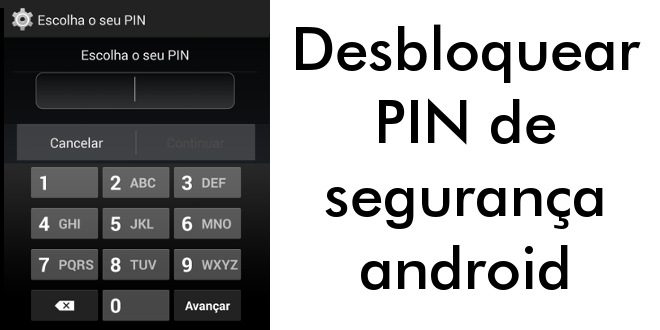 Escolha o seu PIN
Escolha o seu PIN
Cancelar Continuar
1 2 ABC 3 DEF
4 GHI 5 JKL 6 MNO
7 PQRS 8 TUV 9 WXYZ
0 Avançar
Desbloquear
PIN de
segurança
android